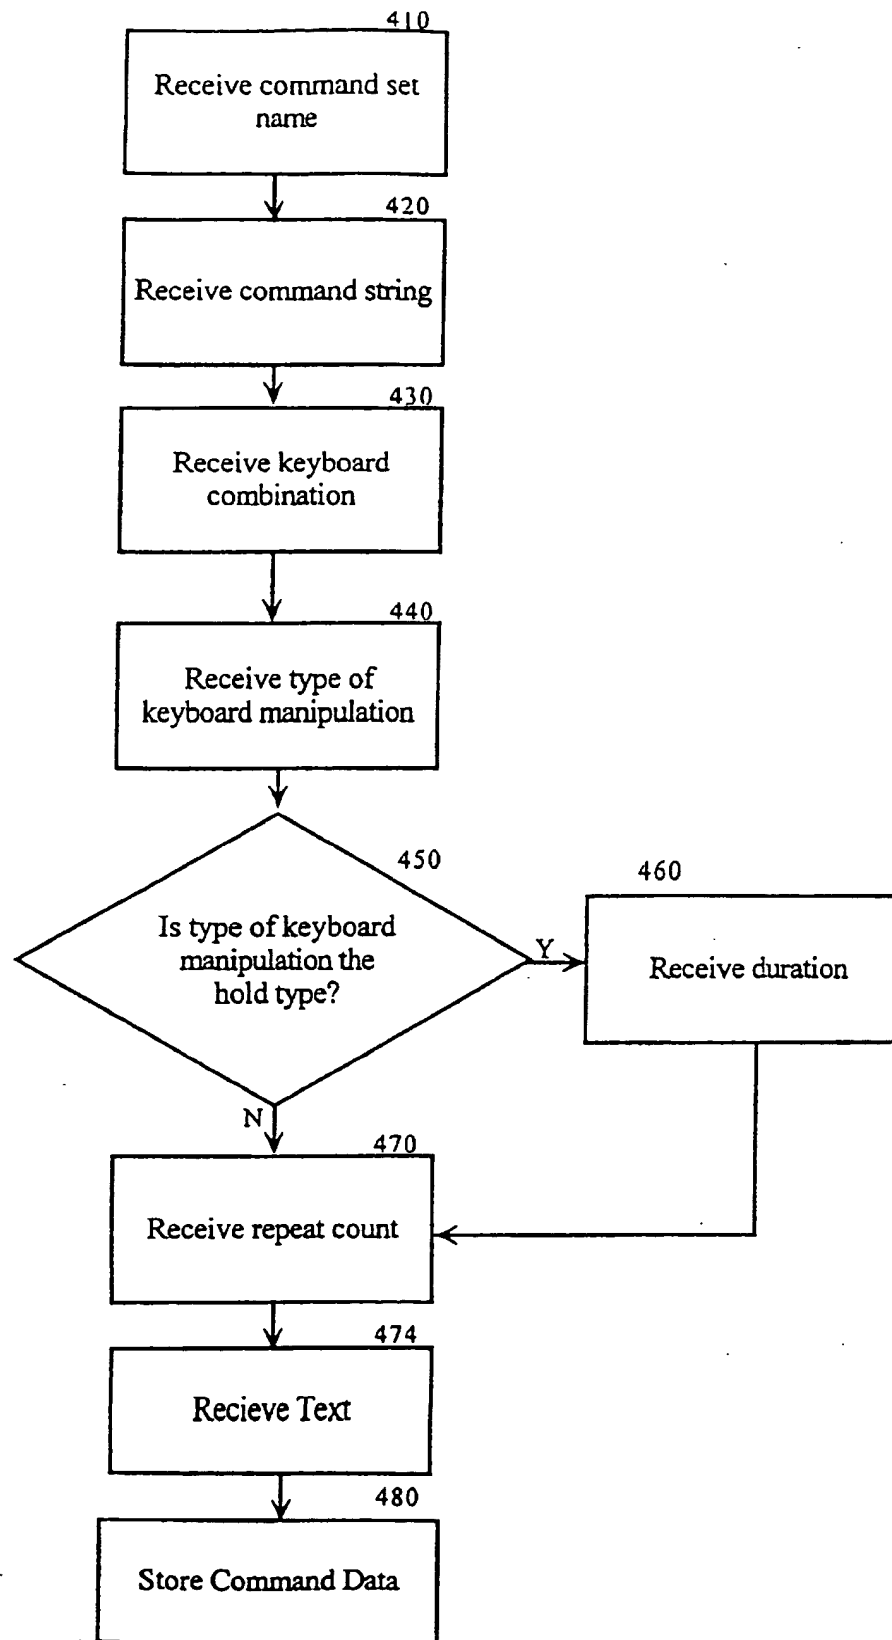 410
Receive command set
name
420
Receive command string
430
Receive keyboard
combination
440
Receive type of
keyboard manipulation
450
Is type of keyboard
manipulation the
hold type?
Y
460
Receive duration
N
470
Receive repeat count
474
Recieve Text
480
Store Command Data